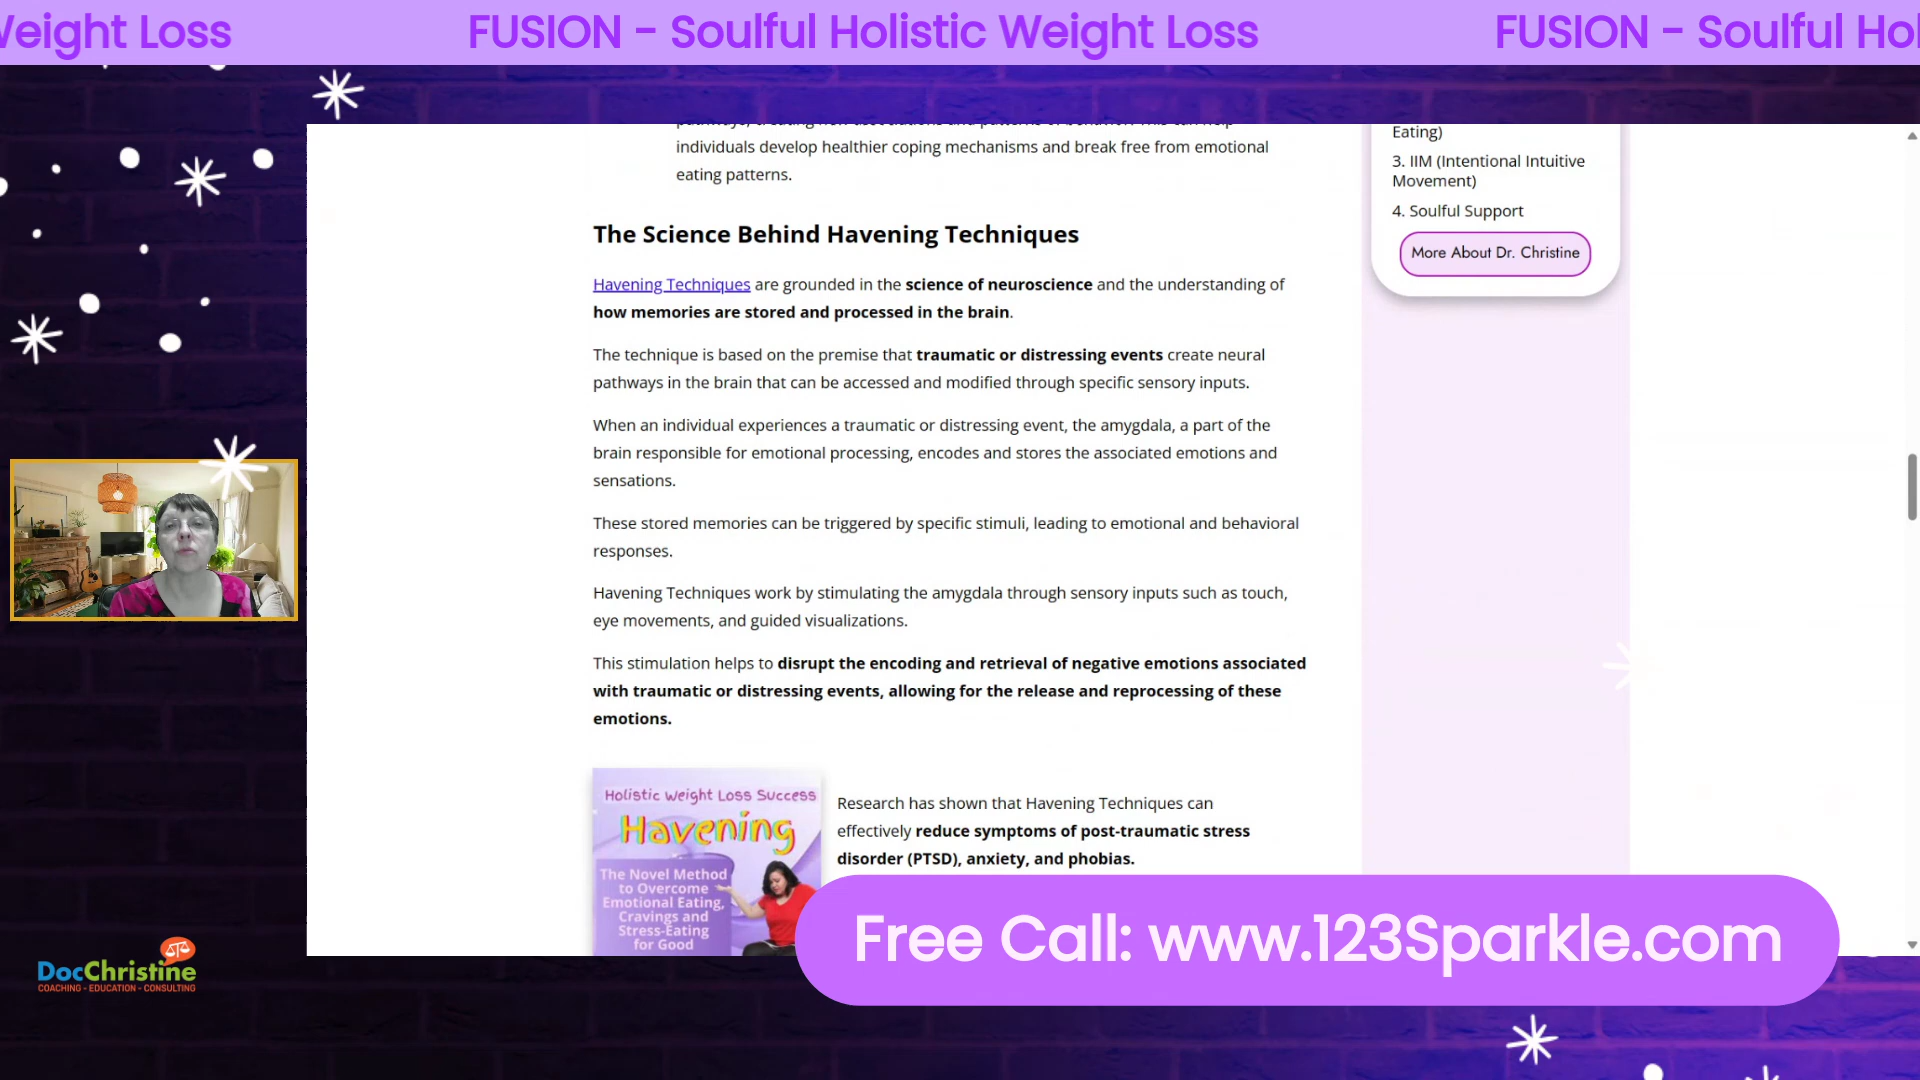 Weight Loss
FUSION - Soulful Holistic Weight Loss
FUSION - Soulful Hol
individuals develop healthier coping mechanisms and break free from emotional
eating patterns.
The Science Behind Havening Techniques
Havening Techniques are grounded in the science of neuroscience and the understanding of
how memories are stored and processed in the brain.
The technique is based on the premise that traumatic or distressing events create neural
pathways in the brain that can be accessed and modified through specific sensory inputs.
When an individual experiences a traumatic or distressing event, the amygdala, a part of the
brain responsible for emotional processing, encodes and stores the associated emotions and
sensations.
These stored memories can be triggered by specific stimuli, leading to emotional and behavioral
responses.
Havening Techniques work by stimulating the amygdala through sensory inputs such as touch,
eye movements, and guided visualizations.
This stimulation helps to disrupt the encoding and retrieval of negative emotions associated
with traumatic or distressing events, allowing for the release and reprocessing of these
emotions.
Holistic Weight Loss Success
Havening
The Novel Method
to Overcome
Emotional Eating,
Cravings and
Stress-Eating
for Good
Research has shown that Havening Techniques can
effectively reduce symptoms of post-traumatic stress
disorder (PTSD), anxiety, and phobias.
Eating)
3. IIM (Intentional Intuitive
Movement)
4. Soulful Support
More About Dr. Christine
Free Call: www.123Sparkle.com
DocChristine
COACHING - EDUCATION - CONSULTING